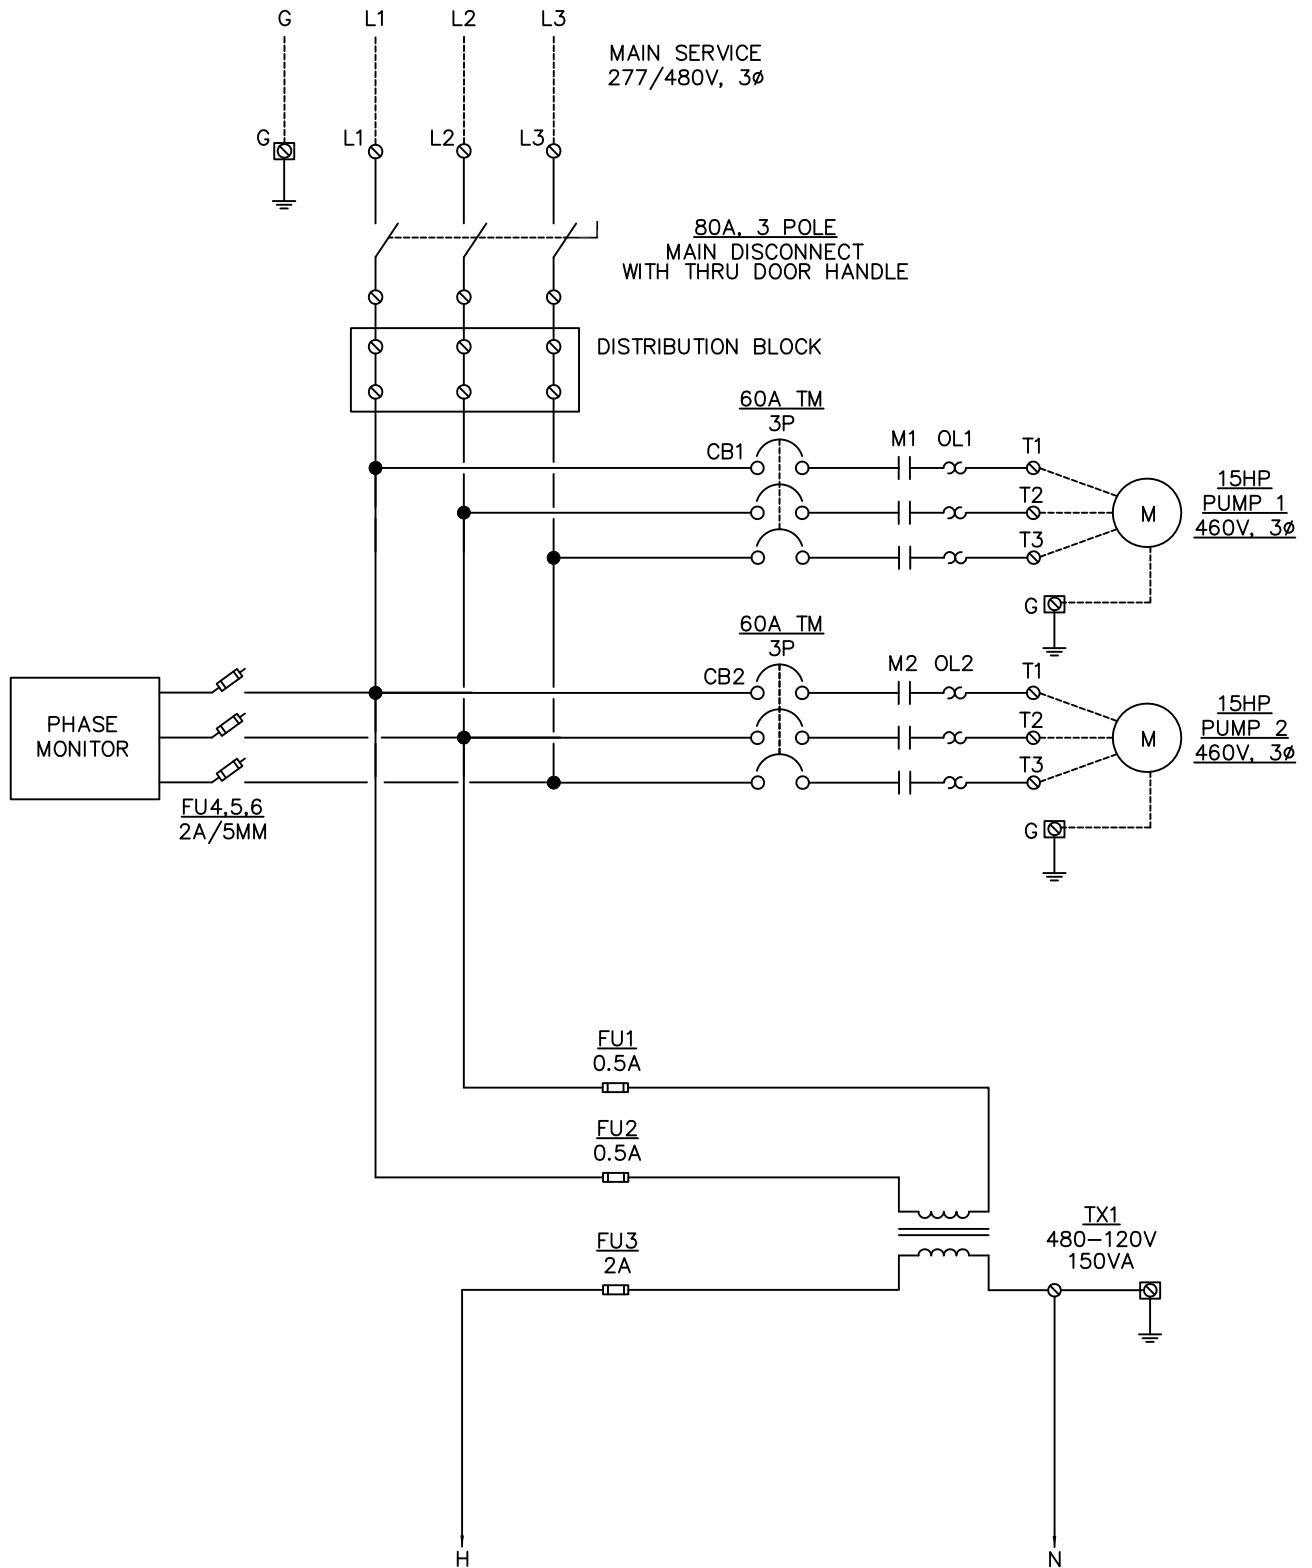 G L1 L2 L3
MAIN SERVICE
277/480V, 3Ø
G L1 L2 L3
80A, 3 POLE
MAIN DISCONNECT
WITH THRU DOOR HANDLE
DISTRIBUTION BLOCK
60A TM
3P
CB1
M1 OL1
T1
T2
T3
M
15HP
PUMP 1
460V, 3Ø
G
60A TM
3P
CB2
M2 OL2
T1
T2
T3
M
15HP
PUMP 2
460V, 3Ø
G
PHASE
MONITOR
FU4,5,6
2A/5MM
FU1
0.5A
FU2
0.5A
FU3
2A
TX1
480-120V
150VA
H
N